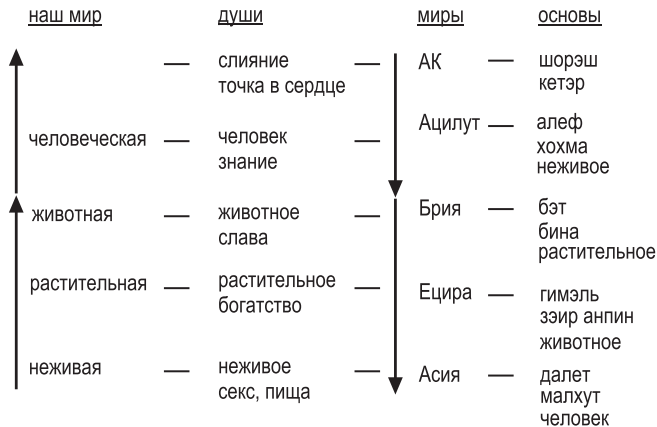 наш мир души миры основы
— слияние — АК — шорэш
точка в сердце кетэр
человеческая — человек — Ацилут — алеф
знание хохма
неживое
животная — животное — Брия — бэт
слава бина
растительное
растительная — растительное — Ецира — гимэль
богатство зэир анпин
животное
неживая — неживое — Асия — далет
секс, пища малхут
человек